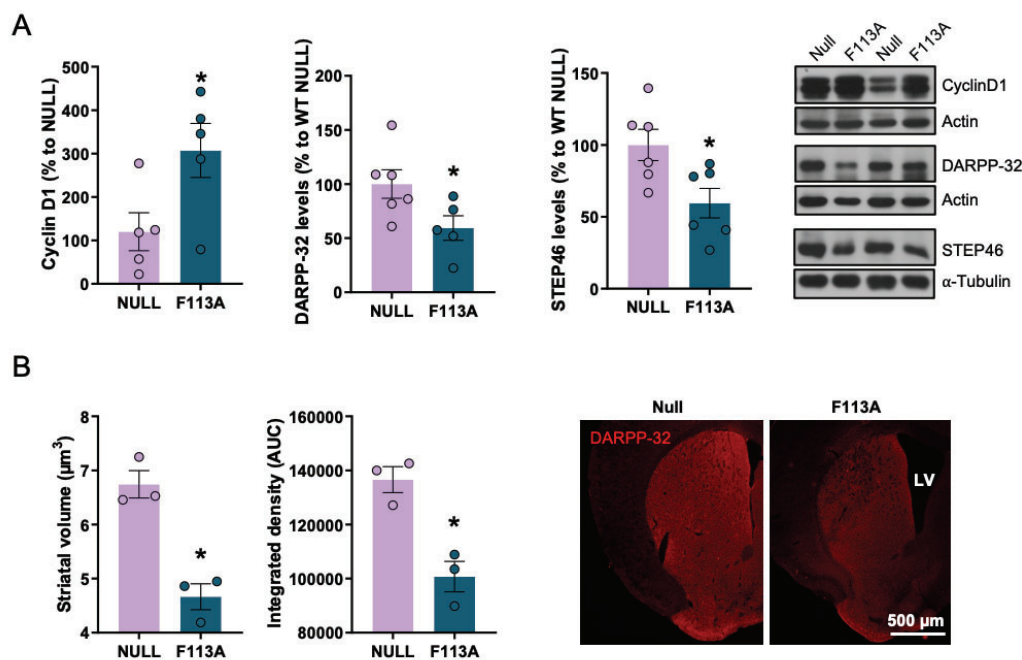 A
Cyclin D1 (% to NULL)
500
400
300
200
100
0
*
NULL F113A
DARPP-32 levels (% to WT NULL)
200
150
100
50
0
*
NULL F113A
STEP46 levels (% to WT NULL)
150
100
50
0
*
NULL F113A
Null F113A Null F113A
CyclinD1
Actin
DARPP-32
Actin
STEP46
α-Tubulin
B
Striatal volume (µm³)
8
7
6
5
4
*
NULL F113A
Integrated density (AUC)
160000
140000
120000
100000
80000
*
NULL F113A
Null F113A
DARPP-32
LV
500 µm